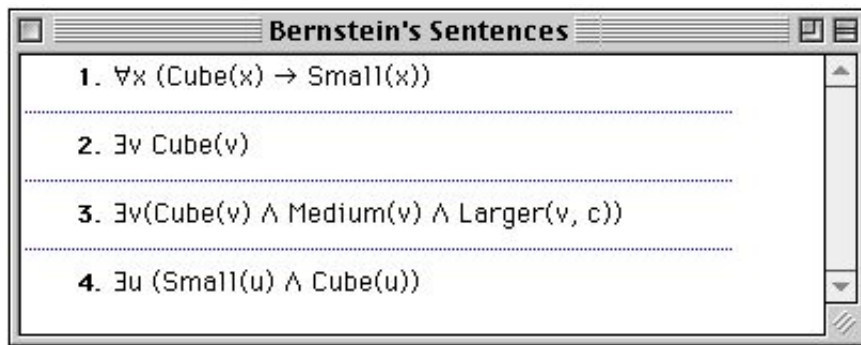 Bernstein's Sentences
1. ∀x (Cube(x) → Small(x))
2. ∃v Cube(v)
3. ∃v(Cube(v) ∧ Medium(v) ∧ Larger(v, c))
4. ∃u (Small(u) ∧ Cube(u))